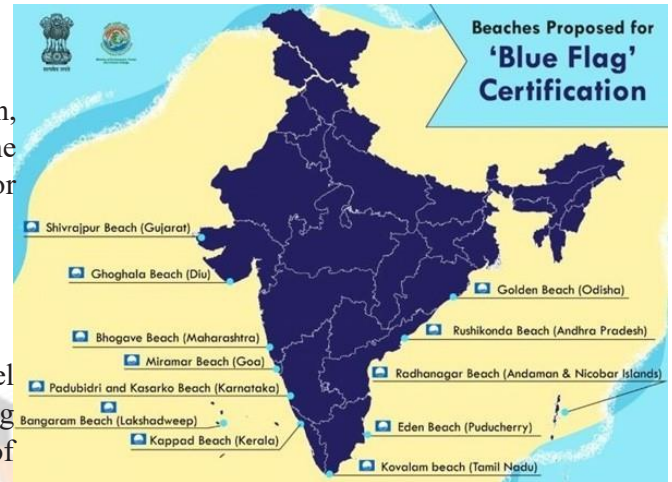 Beaches Proposed for
'Blue Flag'
Certification
Shivrajpur Beach (Gujarat)
Ghoghala Beach (Diu)
Bhogave Beach (Maharashtra)
Miramar Beach (Goa)
Padubidri and Kasarko Beach (Karnataka)
Bangaram Beach (Lakshadweep)
Kappad Beach (Kerala)
Golden Beach (Odisha)
Rushikonda Beach (Andhra Pradesh)
Radhanagar Beach (Andaman & Nicobar Islands)
Eden Beach (Puducherry)
Kovalam beach (Tamil Nadu)
of